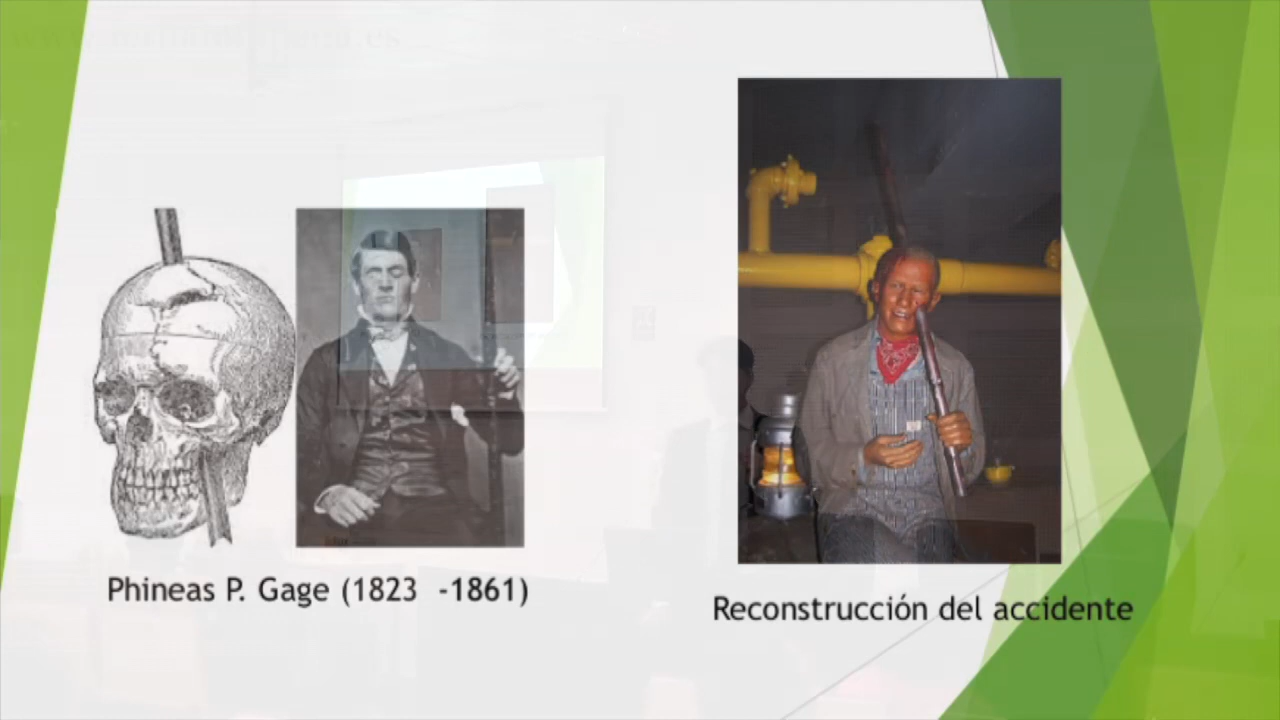 Phineas P. Gage (1823 -1861)
Reconstrucción del accidente